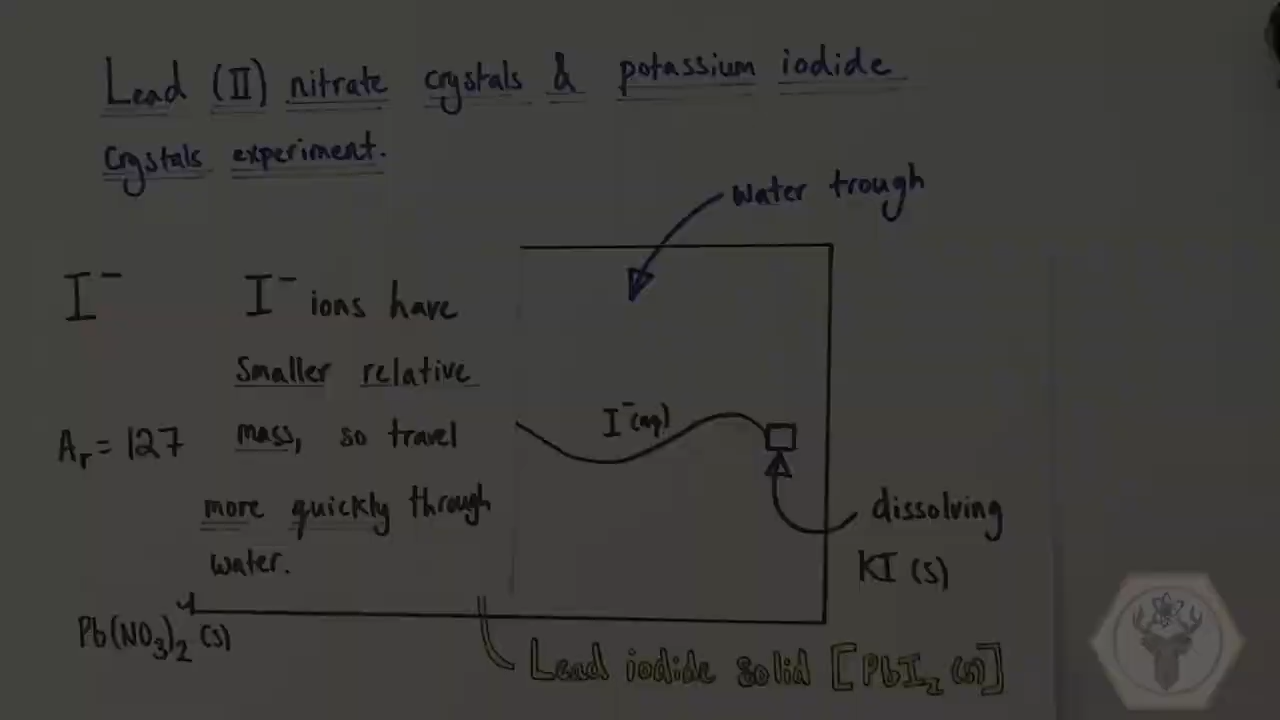 Lead (II) nitrate crystals & potassium iodide
crystals experiment.
water trough
I⁻
I⁻ ions have
smaller relative
mass, so travel
more quickly through
water.
Aᵣ = 127
I⁻(aq)
dissolving
KI (s)
Pb(NO₃)₂ (s)
Lead iodide solid [PbI₂ (s)]